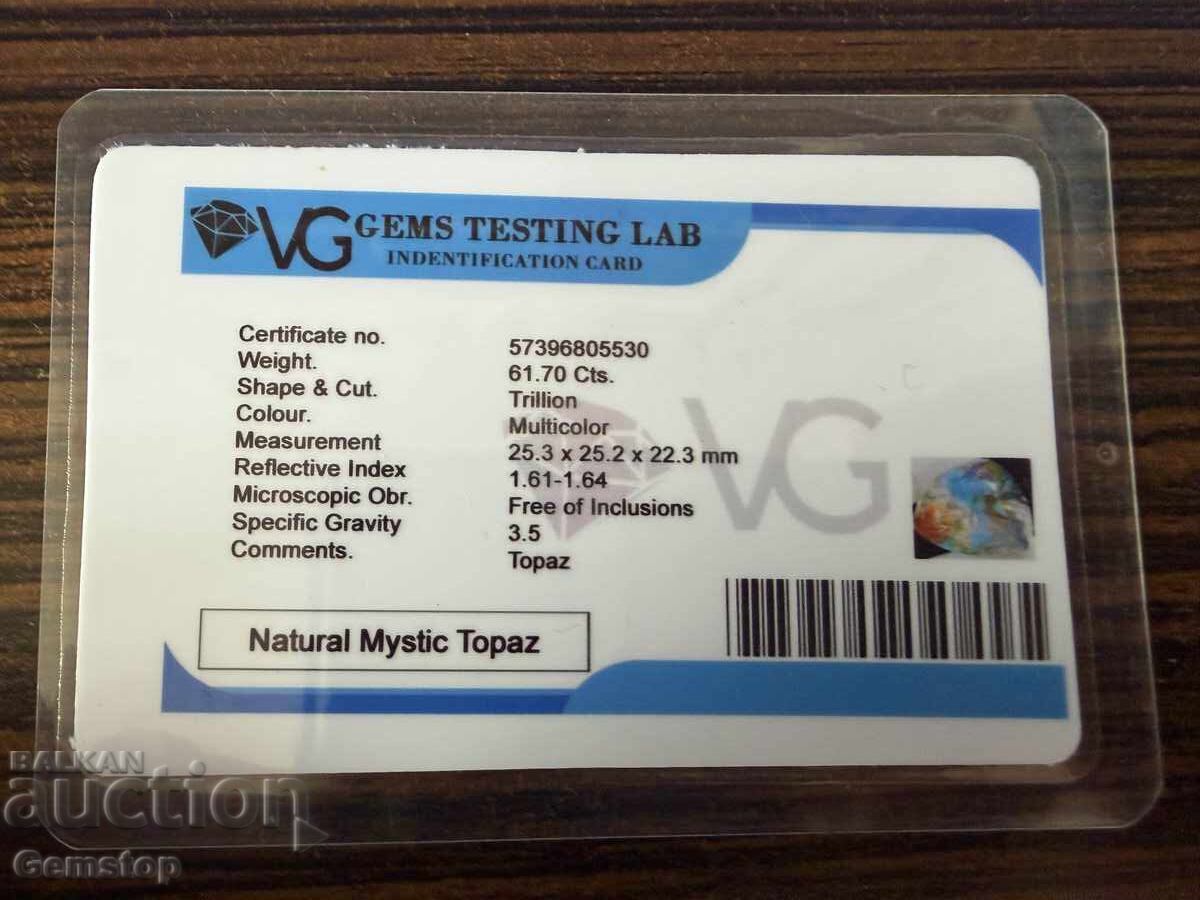 VG GEMS TESTING LAB
INDENTIFICATION CARD
Certificate no. 57396805530
Weight. 61.70 Cts.
Shape & Cut. Trillion
Colour. Multicolor
Measurement 25.3 x 25.2 x 22.3 mm
Reflective Index 1.61-1.64
Microscopic Obr. Free of Inclusions
Specific Gravity 3.5
Comments. Topaz
VG
Natural Mystic Topaz
BALKAN
auction
Gemstop